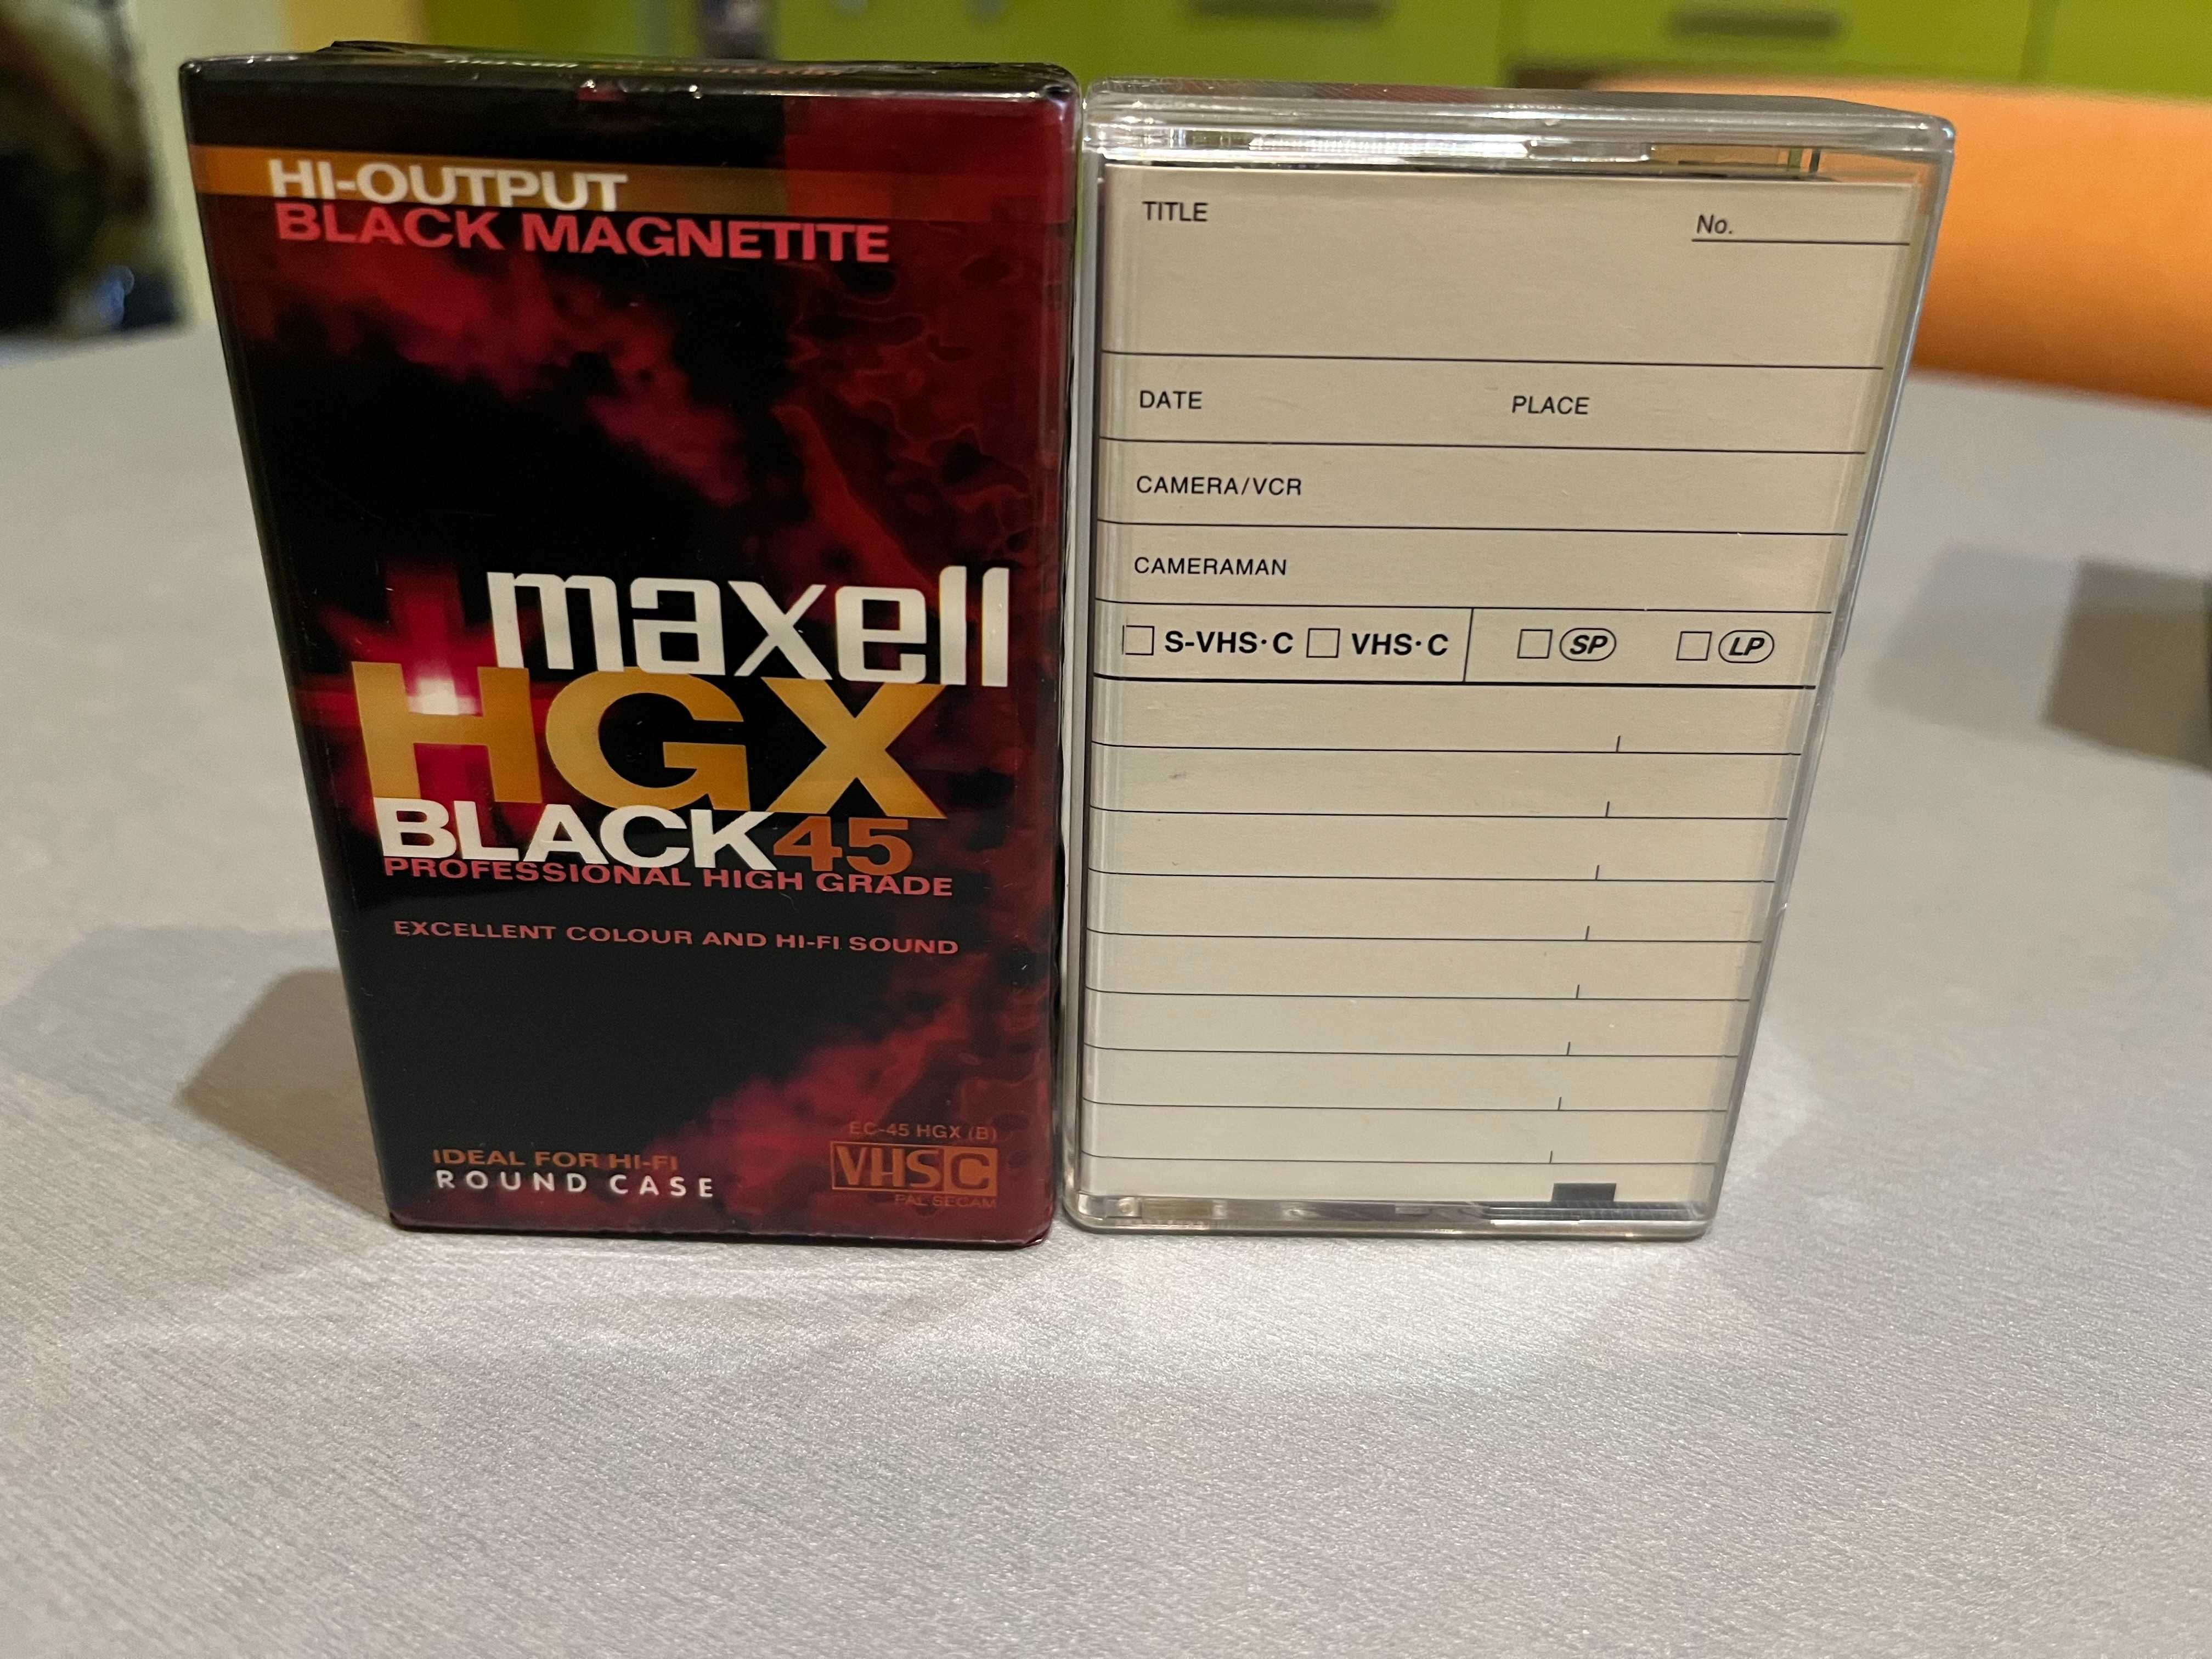 HI-OUTPUT
BLACK MAGNETITE
maxell
HGX
BLACK45
PROFESSIONAL HIGH GRADE
EXCELLENT COLOUR AND HI-FI SOUND
IDEAL FOR HI-FI
ROUND CASE
EC-45 HGX (B)
VHS C
PAL SECAM
TITLE No.
DATE PLACE
CAMERA/VCR
CAMERAMAN
S-VHS·C VHS·C SP LP